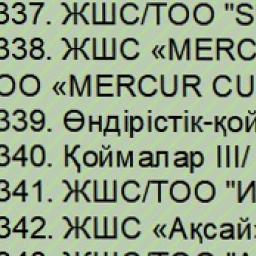 337. ЖШС/ТОО "S
338. ЖШС «MERC
ОО «MERCUR CU
339. Өндірістік-қой
340. Қоймалар III/
341. ЖШС/ТОО "И
342. ЖШС «Ақсай»